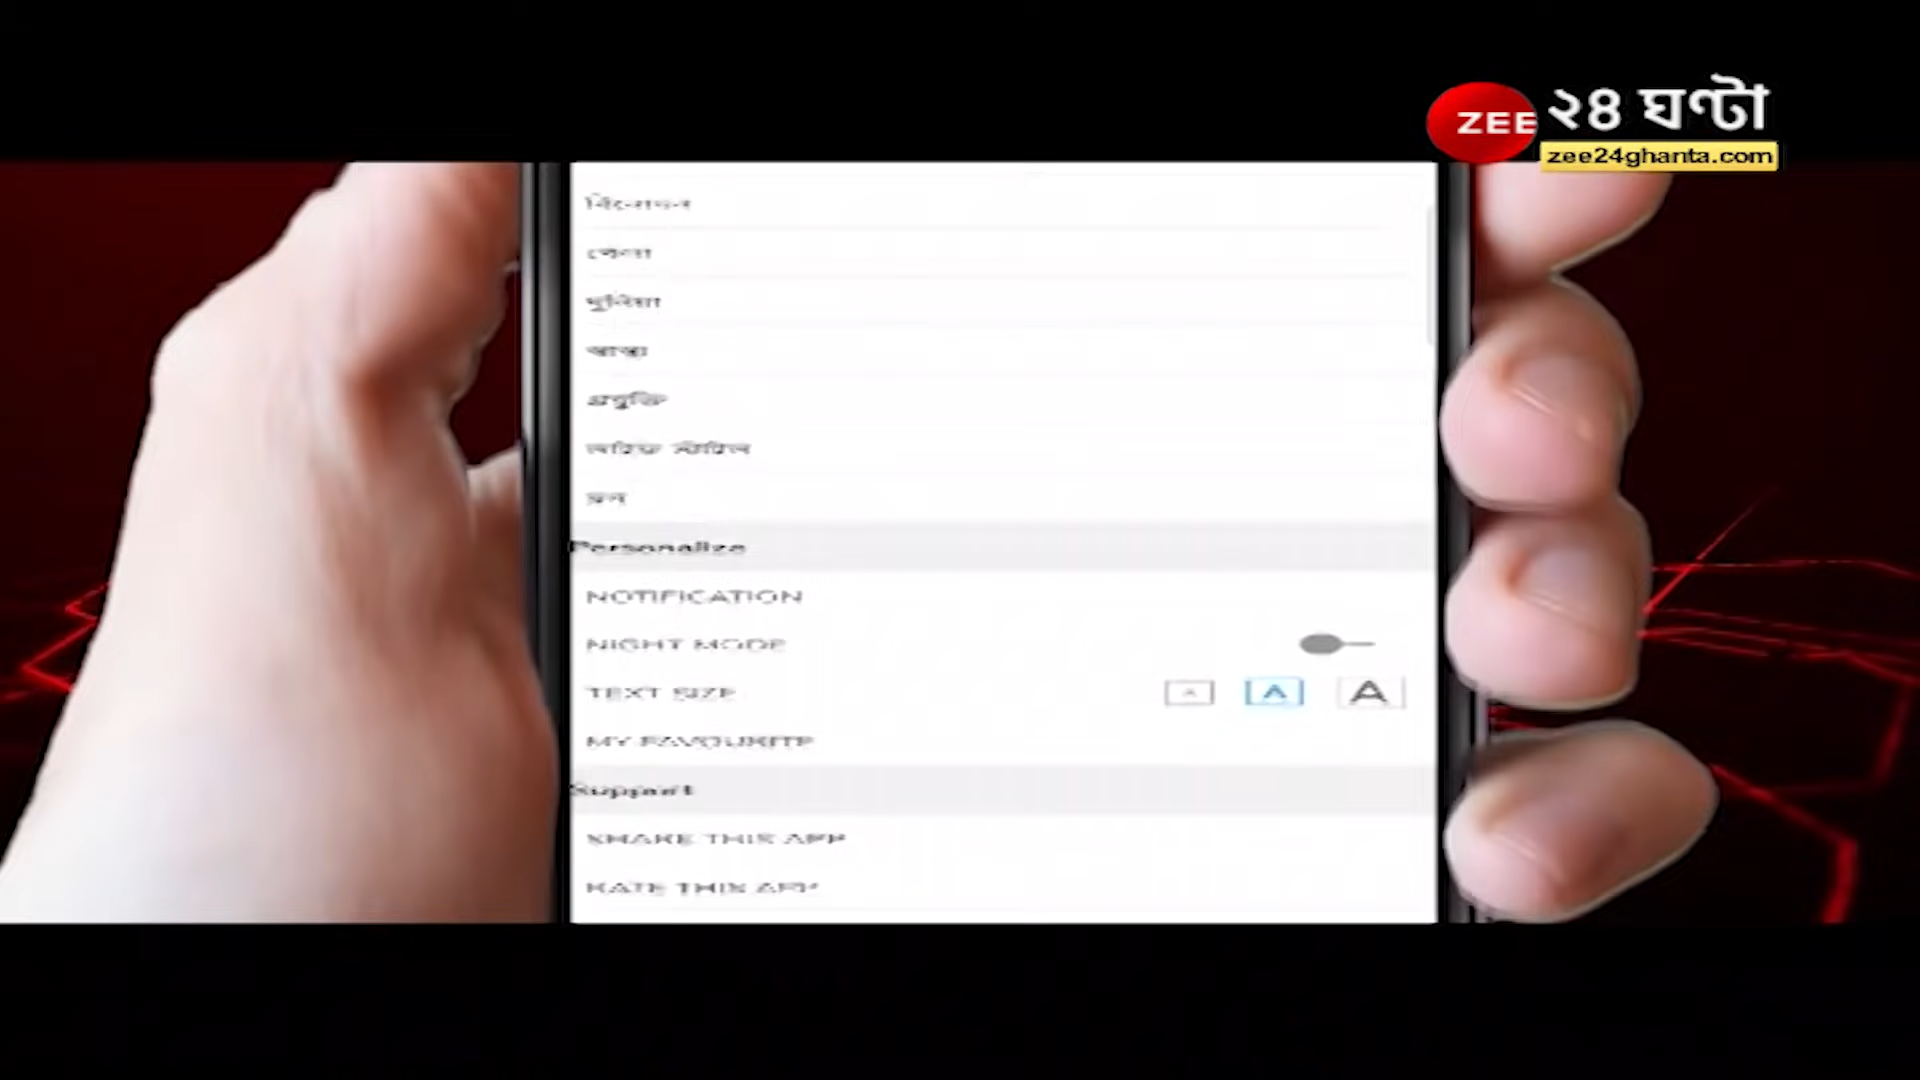 ZEE ২৪ ঘণ্টা
zee24ghanta.com
বিনোদন
খেলা
দুনিয়া
স্বাস্থ্য
প্রযুক্তি
Personalize
NOTIFICATION
NIGHT MODE
TEXT SIZE A A A
MY FAVOURITE
Support
SHARE THIS APP
RATE THIS APP